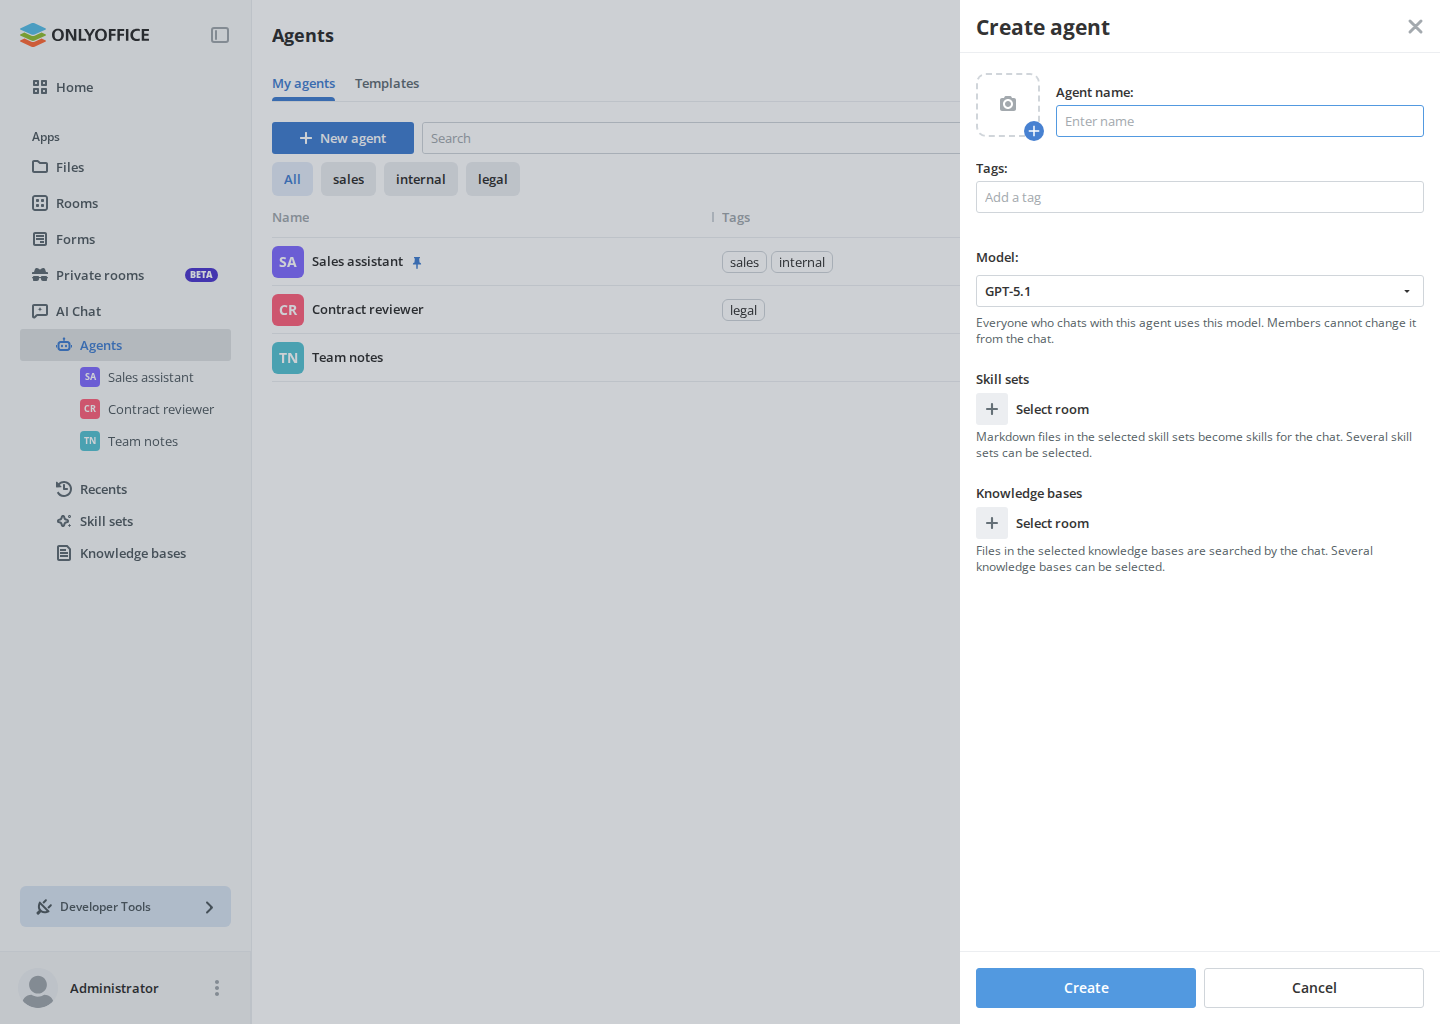 ONLYOFFICE
Home
Apps
Files
Rooms
Forms
Private rooms BETA
AI Chat
Agents
SA Sales assistant
CR Contract reviewer
TN Team notes
Recents
Skill sets
Knowledge bases
Developer Tools
Administrator
Agents
My agents Templates
New agent Search
All sales internal legal
Name Tags
SA Sales assistant sales internal
CR Contract reviewer legal
TN Team notes
Create agent
Agent name:
Enter name
Tags:
Add a tag
Model:
GPT-5.1
Everyone who chats with this agent uses this model. Members cannot change it
from the chat.
Skill sets
Select room
Markdown files in the selected skill sets become skills for the chat. Several skill
sets can be selected.
Knowledge bases
Select room
Files in the selected knowledge bases are searched by the chat. Several
knowledge bases can be selected.
Create Cancel